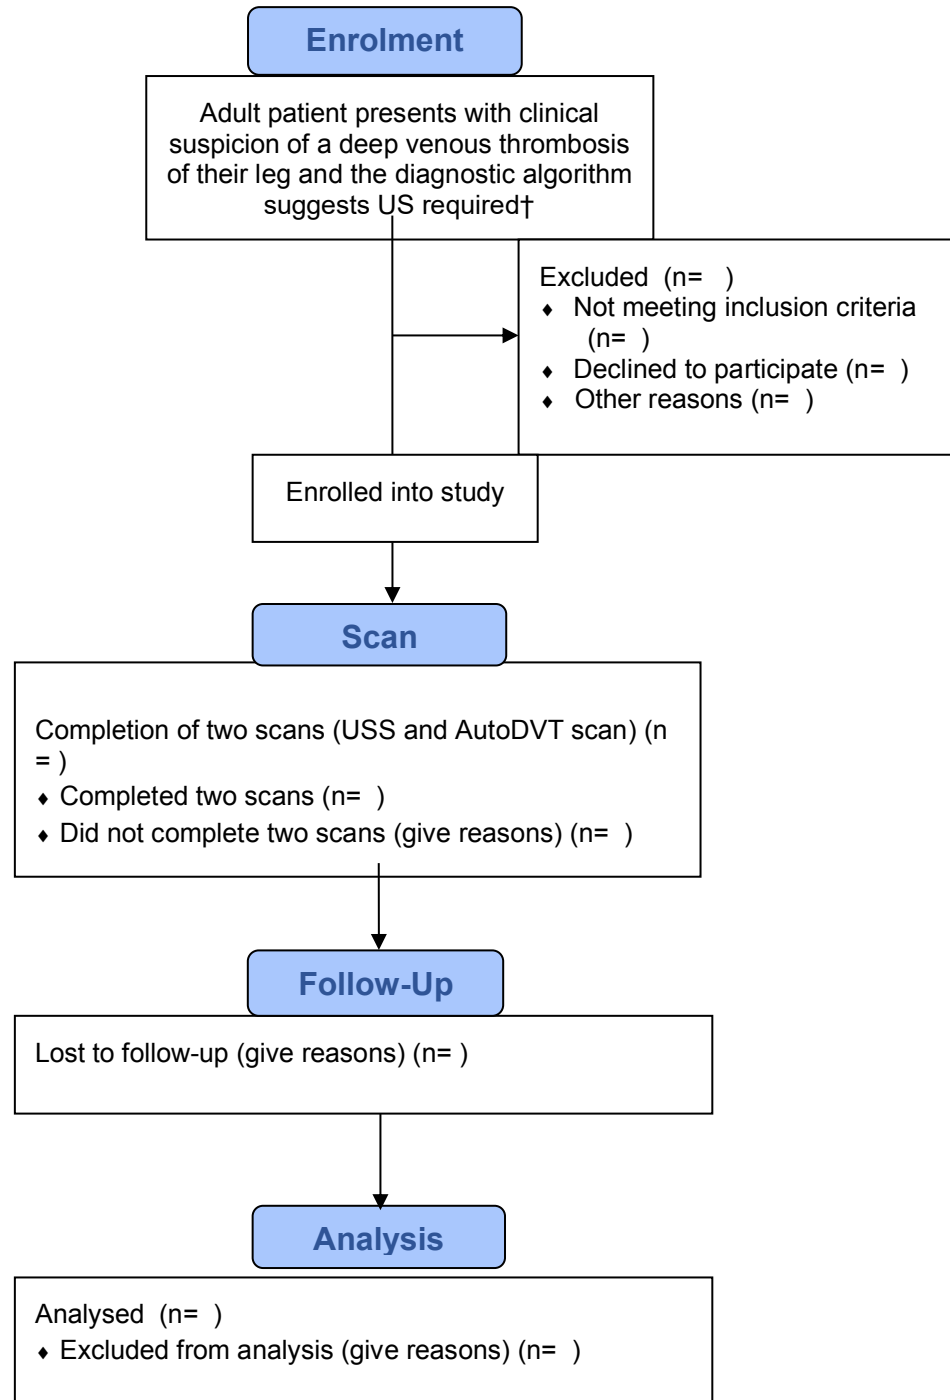 Enrolment
Adult patient presents with clinical
suspicion of a deep venous thrombosis
of their leg and the diagnostic algorithm
suggests US required†
Excluded (n= )
♦ Not meeting inclusion criteria
(n= )
♦ Declined to participate (n= )
♦ Other reasons (n= )
Enrolled into study
Scan
Completion of two scans (USS and AutoDVT scan) (n
= )
♦ Completed two scans (n= )
♦ Did not complete two scans (give reasons) (n= )
Follow-Up
Lost to follow-up (give reasons) (n= )
Analysis
Analysed (n= )
♦ Excluded from analysis (give reasons) (n= )